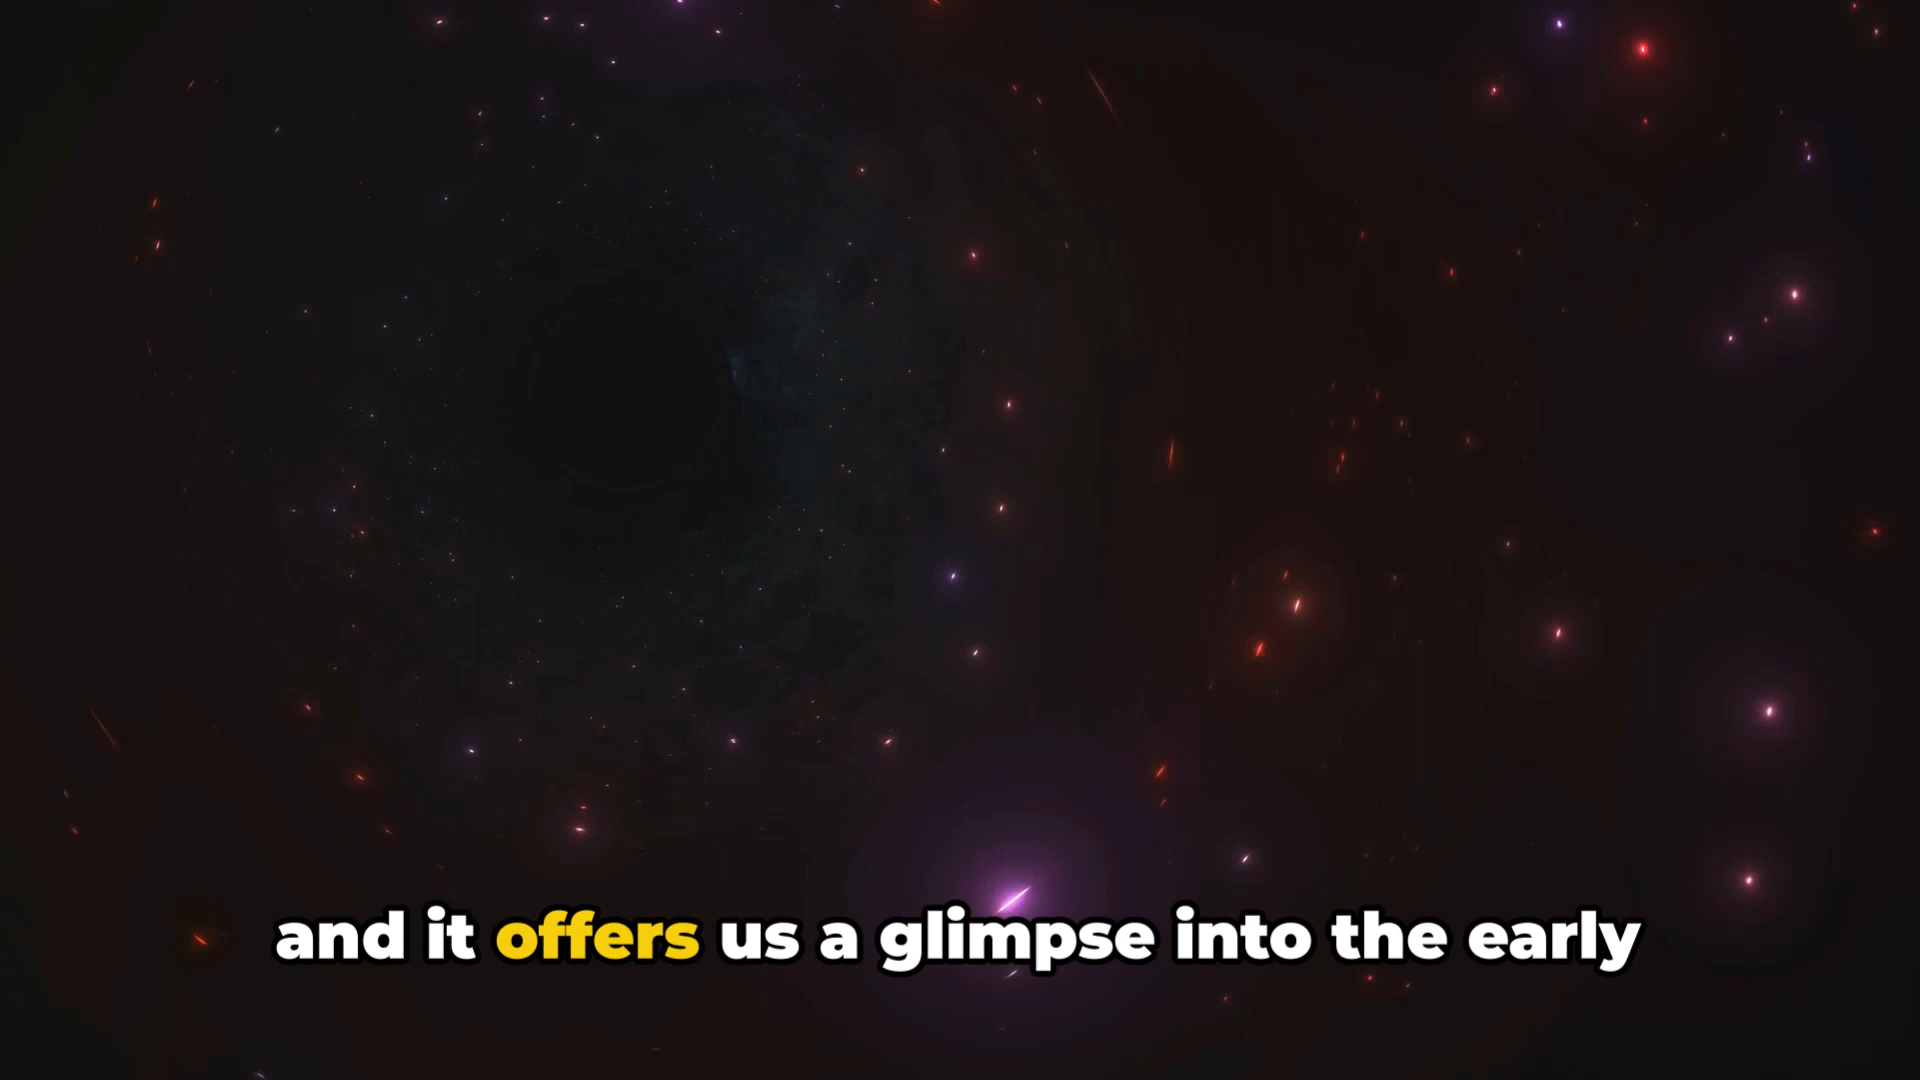 and it offers us a glimpse into the early